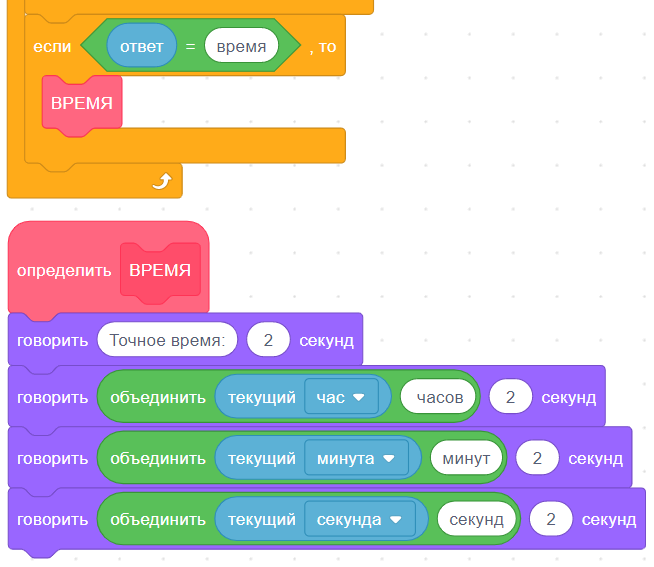 если ответ = время , то
ВРЕМЯ
определить ВРЕМЯ
говорить Точное время: 2 секунд
говорить объединить текущий час часов 2 секунд
говорить объединить текущий минута минут 2 секунд
говорить объединить текущий секунда секунд 2 секунд